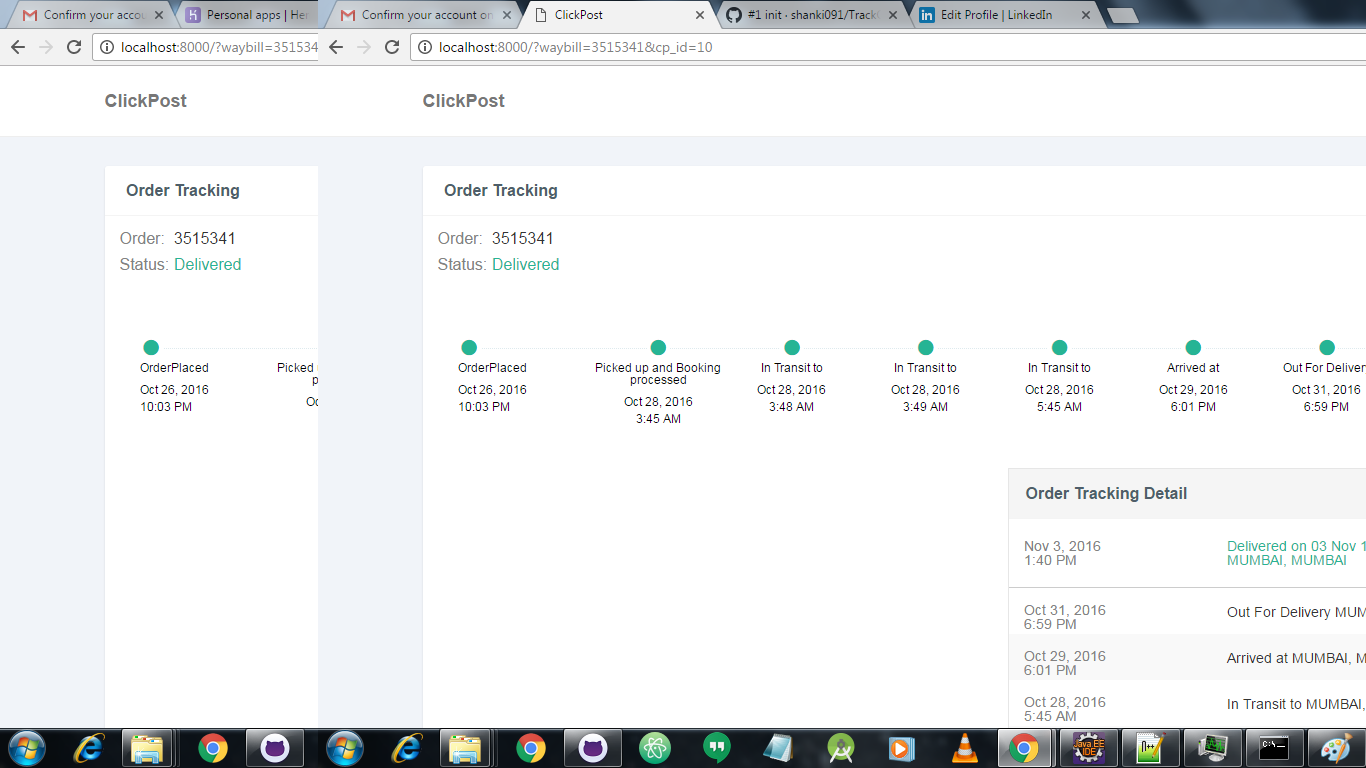 Confirm your accou
Personal apps | Her
Confirm your account on
ClickPost
#1 init · shanki091/Track
Edit Profile | LinkedIn
localhost:8000/?waybill=351534
localhost:8000/?waybill=3515341&cp_id=10
ClickPost
ClickPost
Order Tracking
Order: 3515341
Status: Delivered
OrderPlaced
Oct 26, 2016
10:03 PM
Picked
p
Oc
Order Tracking
Order: 3515341
Status: Delivered
OrderPlaced
Oct 26, 2016
10:03 PM
Picked up and Booking
processed
Oct 28, 2016
3:45 AM
In Transit to
Oct 28, 2016
3:48 AM
In Transit to
Oct 28, 2016
3:49 AM
In Transit to
Oct 28, 2016
5:45 AM
Arrived at
Oct 29, 2016
6:01 PM
Out For Deliver
Oct 31, 2016
6:59 PM
Order Tracking Detail
Nov 3, 2016
1:40 PM
Delivered on 03 Nov 1
MUMBAI, MUMBAI
Oct 31, 2016
6:59 PM
Out For Delivery MUM
Oct 29, 2016
6:01 PM
Arrived at MUMBAI, M
Oct 28, 2016
5:45 AM
In Transit to MUMBAI,
Java EE
IDE
C:\_